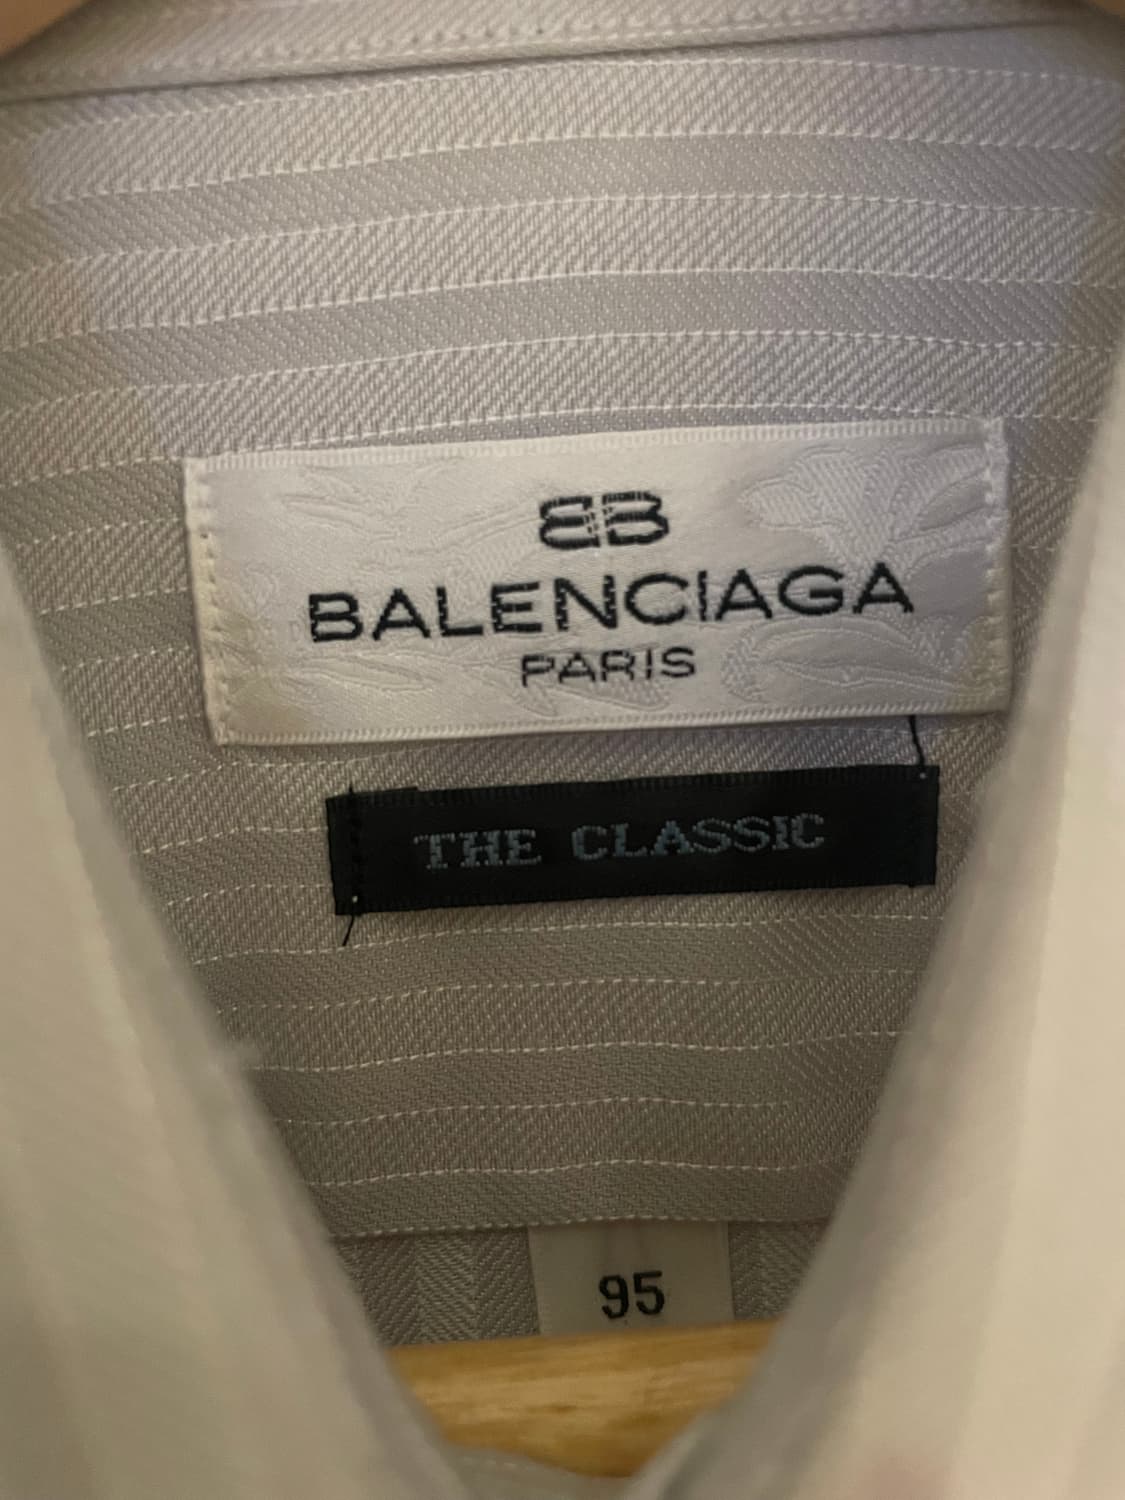 BB
BALENCIAGA
PARIS
THE CLASSIC
95